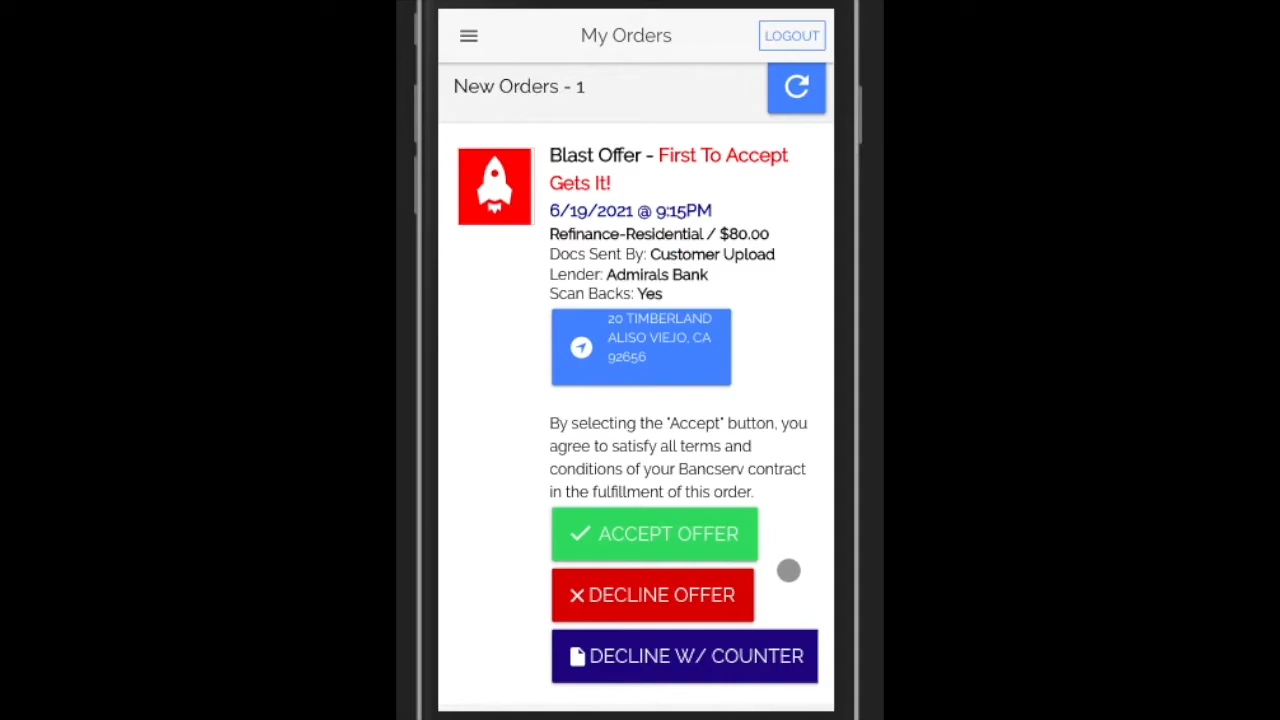 My Orders
LOGOUT
New Orders - 1
Blast Offer - First To Accept
Gets It!
6/19/2021 @ 9:15PM
Refinance-Residential / $80.00
Docs Sent By: Customer Upload
Lender: Admirals Bank
Scan Backs: Yes
20 TIMBERLAND
ALISO VIEJO, CA
92656
By selecting the "Accept" button, you
agree to satisfy all terms and
conditions of your Bancserv contract
in the fulfillment of this order.
ACCEPT OFFER
DECLINE OFFER
DECLINE W/ COUNTER